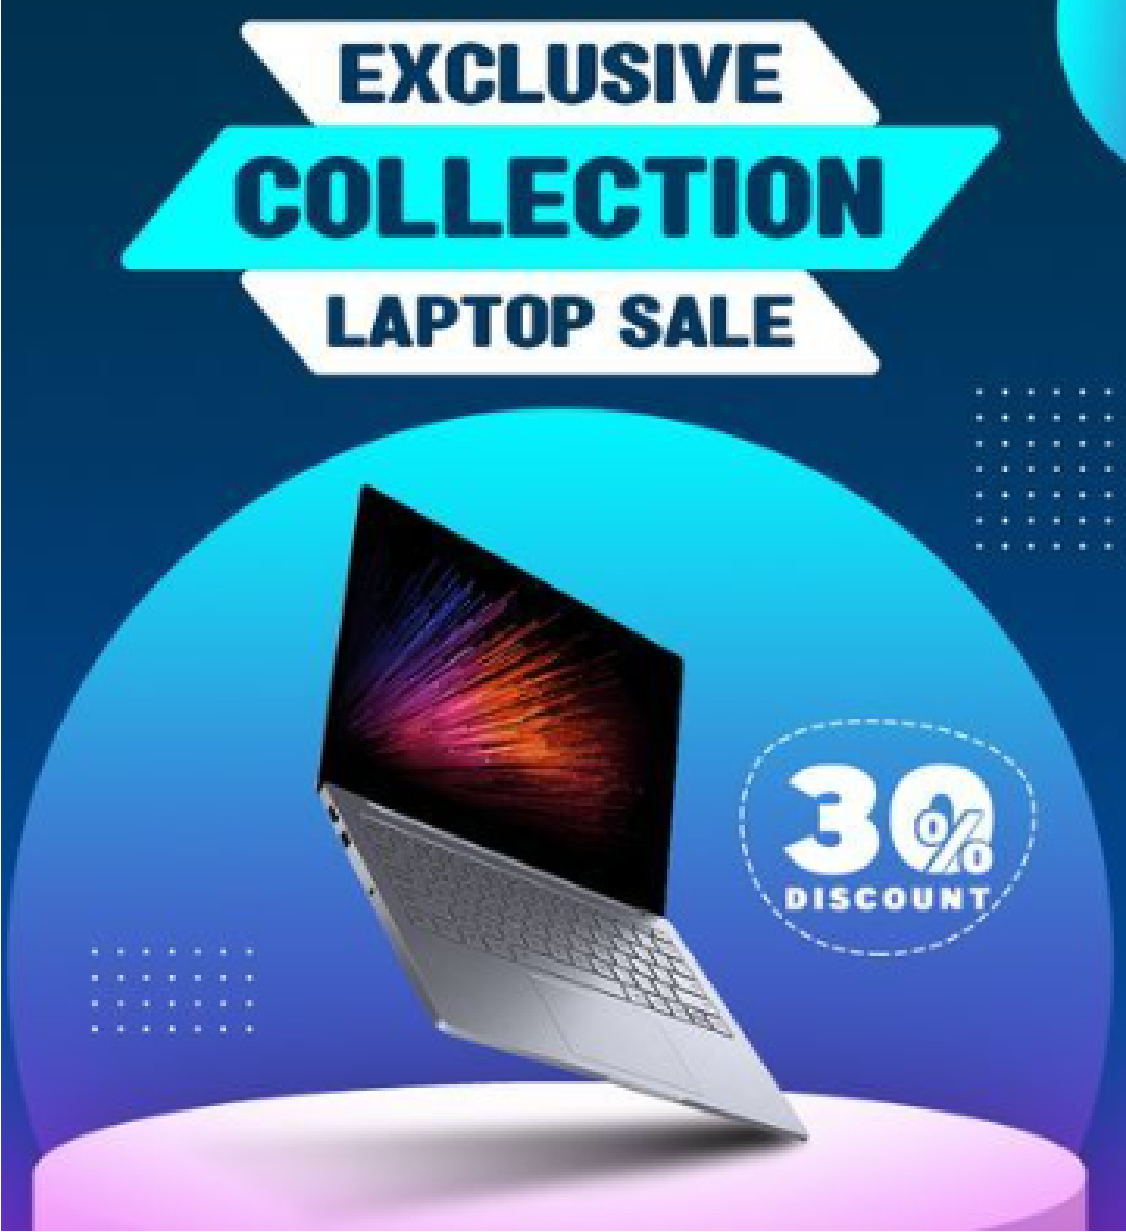 EXCLUSIVE
COLLECTION
LAPTOP SALE
30%
DISCOUNT